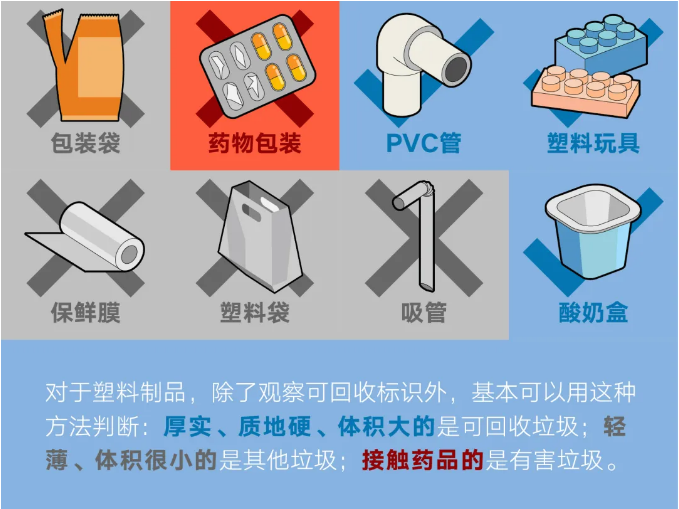 包装袋 药物包装 PVC管 塑料玩具
保鲜膜 塑料袋 吸管 酸奶盒
对于塑料制品，除了观察可回收标识外，基本可以用这种
方法判断：厚实、质地硬、体积大的是可回收垃圾；轻
薄、体积很小的是其他垃圾；接触药品的是有害垃圾。